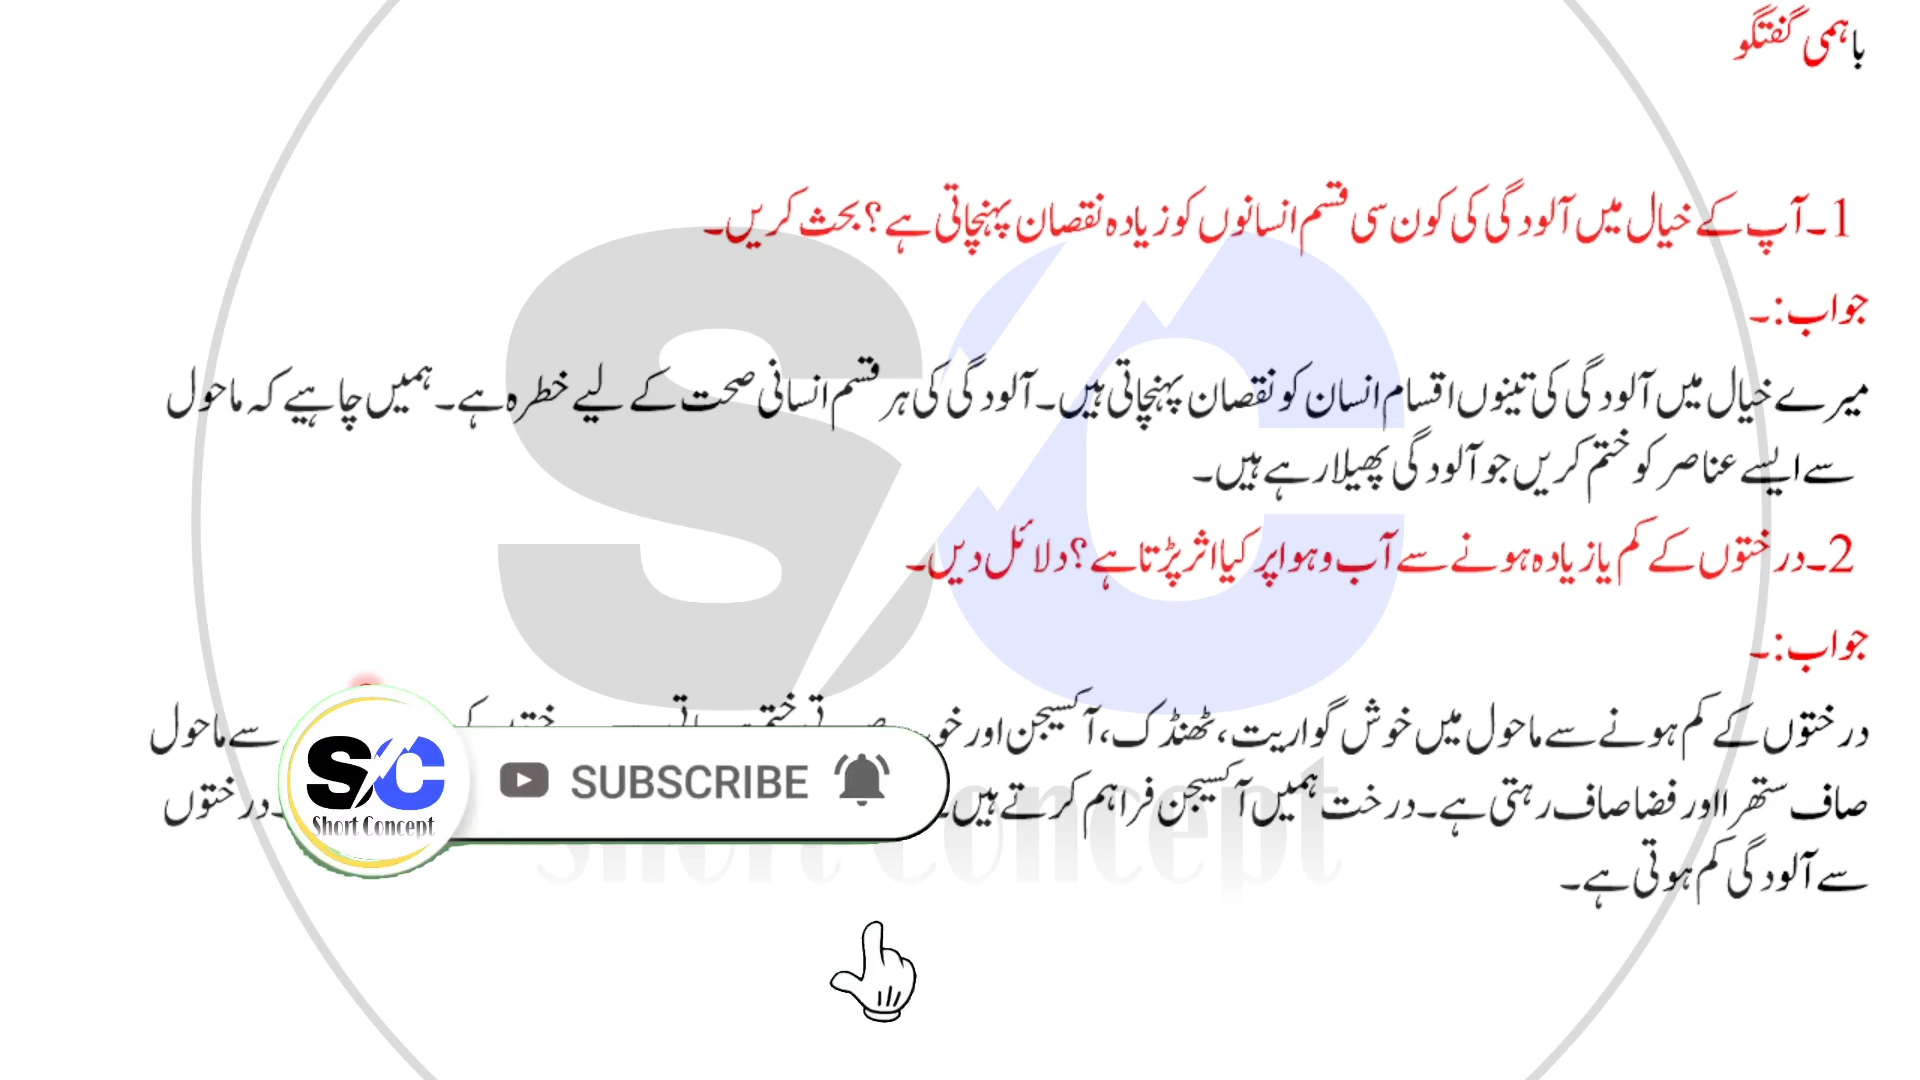 باہمی گفتگو
1۔آپ کے خیال میں آلودگی کی کون سی قسم انسانوں کو زیادہ نقصان پہنچاتی ہے؟ بحث کریں۔
جواب:۔
میرے خیال میں آلودگی کی تینوں اقسام انسان کو نقصان پہنچاتی ہیں۔آلودگی کی ہر قسم انسانی صحت کے لیے خطرہ ہے۔ ہمیں چاہیے کہ ماحول
سے ایسے عناصر کو ختم کریں جو آلودگی پھیلا رہے ہیں۔
2۔درختوں کے کم یا زیادہ ہونے سے آب و ہوا پر کیا اثر پڑتا ہے؟ دلائل دیں۔
جواب:۔
درختوں کے کم ہونے سے ماحول میں خوش گواریت، ٹھنڈک، آکسیجن اور سے ماحول
صاف ستھرا اور فضا صاف رہتی ہے۔درخت ہمیں آکسیجن فراہم کرتے ہیں۔ ۔درختوں
سے آلودگی کم ہوتی ہے۔
S/C
Short Concept
SUBSCRIBE
Short Concept